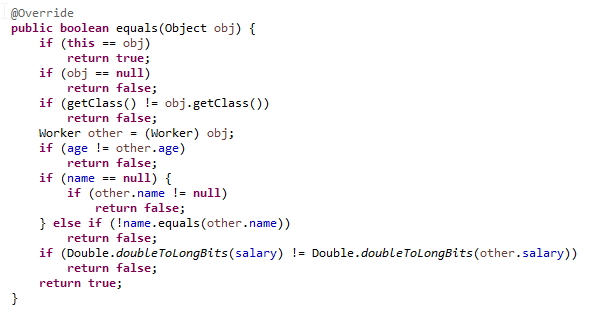 @Override
public boolean equals(Object obj) {
    if (this == obj)
        return true;
    if (obj == null)
        return false;
    if (getClass() != obj.getClass())
        return false;
    Worker other = (Worker) obj;
    if (age != other.age)
        return false;
    if (name == null) {
        if (other.name != null)
            return false;
    } else if (!name.equals(other.name))
        return false;
    if (Double.doubleToLongBits(salary) != Double.doubleToLongBits(other.salary))
        return false;
    return true;
}